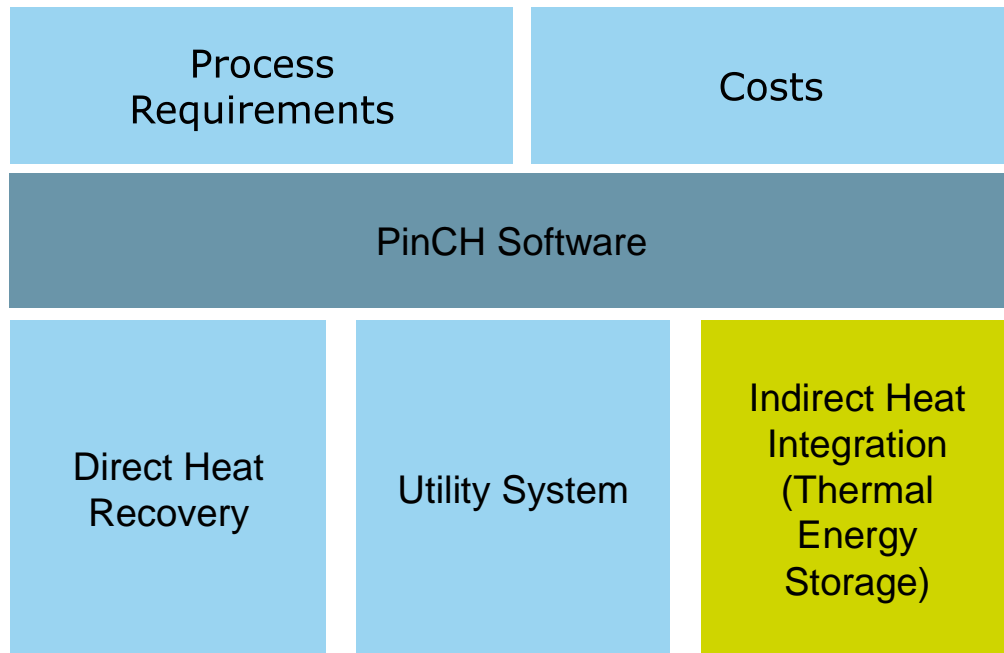 Process
Requirements
Costs
PinCH Software
Direct Heat
Recovery
Utility System
Indirect Heat
Integration
(Thermal
Energy
Storage)